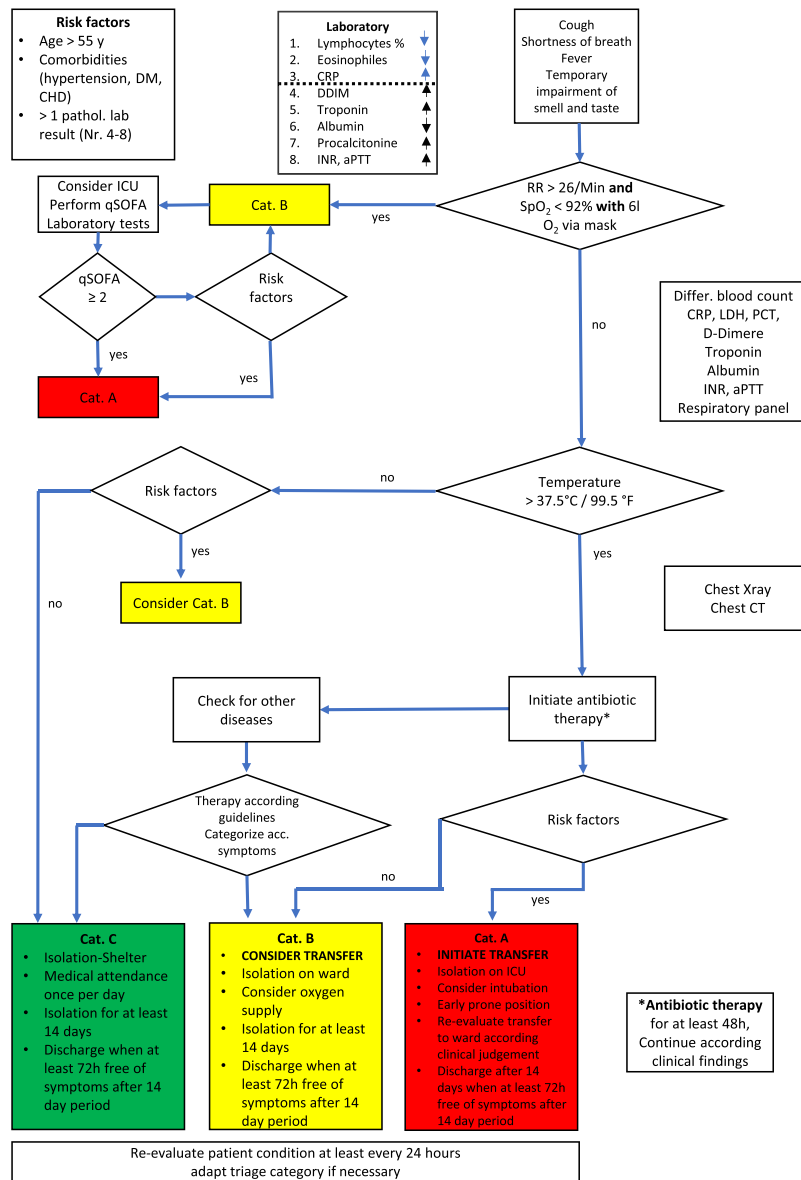 Risk factors
• Age > 55 y
• Comorbidities
(hypertension, DM,
CHD)
• > 1 pathol. lab
result (Nr. 4-8)
Laboratory
1. Lymphocytes %
2. Eosinophiles
3. CRP
4. DDIM
5. Troponin
6. Albumin
7. Procalcitonine
8. INR, aPTT
Cough
Shortness of breath
Fever
Temporary
impairment of
smell and taste
Consider ICU
Perform qSOFA
Laboratory tests
Cat. B
yes
RR > 26/Min and
SpO2 < 92% with 6l
O2 via mask
qSOFA
≥ 2
Risk
factors
no
Differ. blood count
CRP, LDH, PCT,
D-Dimere
Troponin
Albumin
INR, aPTT
Respiratory panel
yes
yes
Cat. A
Risk factors
no
Temperature
> 37.5°C / 99.5 °F
yes
yes
no
Consider Cat. B
Chest Xray
Chest CT
Check for other
diseases
Initiate antibiotic
therapy*
Therapy according
guidelines
Categorize acc.
symptoms
Risk factors
no
yes
Cat. C
• Isolation-Shelter
• Medical attendance
once per day
• Isolation for at least
14 days
• Discharge when at
least 72h free of
symptoms after 14
day period
Cat. B
• CONSIDER TRANSFER
• Isolation on ward
• Consider oxygen
supply
• Isolation for at least
14 days
• Discharge when at
least 72h free of
symptoms after 14
day period
Cat. A
• INITIATE TRANSFER
• Isolation on ICU
• Consider intubation
• Early prone position
• Re-evaluate transfer
to ward according
clinical judgement
• Discharge after 14
days when at least 72h
free of symptoms after
14 day period
*Antibiotic therapy
for at least 48h,
Continue according
clinical findings
Re-evaluate patient condition at least every 24 hours
adapt triage category if necessary